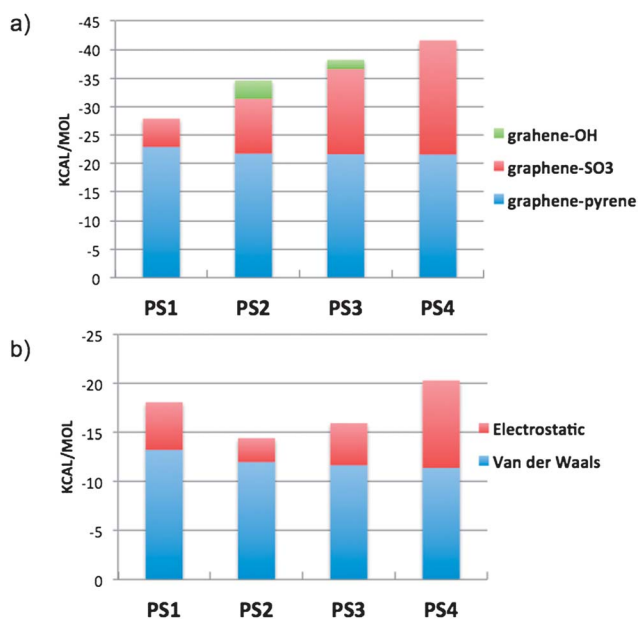 a)
-45
-40
-35
-30
-25
-20
-15
-10
-5
0
KCAL/MOL
grahene-OH
graphene-SO3
graphene-pyrene
PS1 PS2 PS3 PS4
b)
-25
-20
-15
-10
-5
0
KCAL/MOL
Electrostatic
Van der Waals
PS1 PS2 PS3 PS4